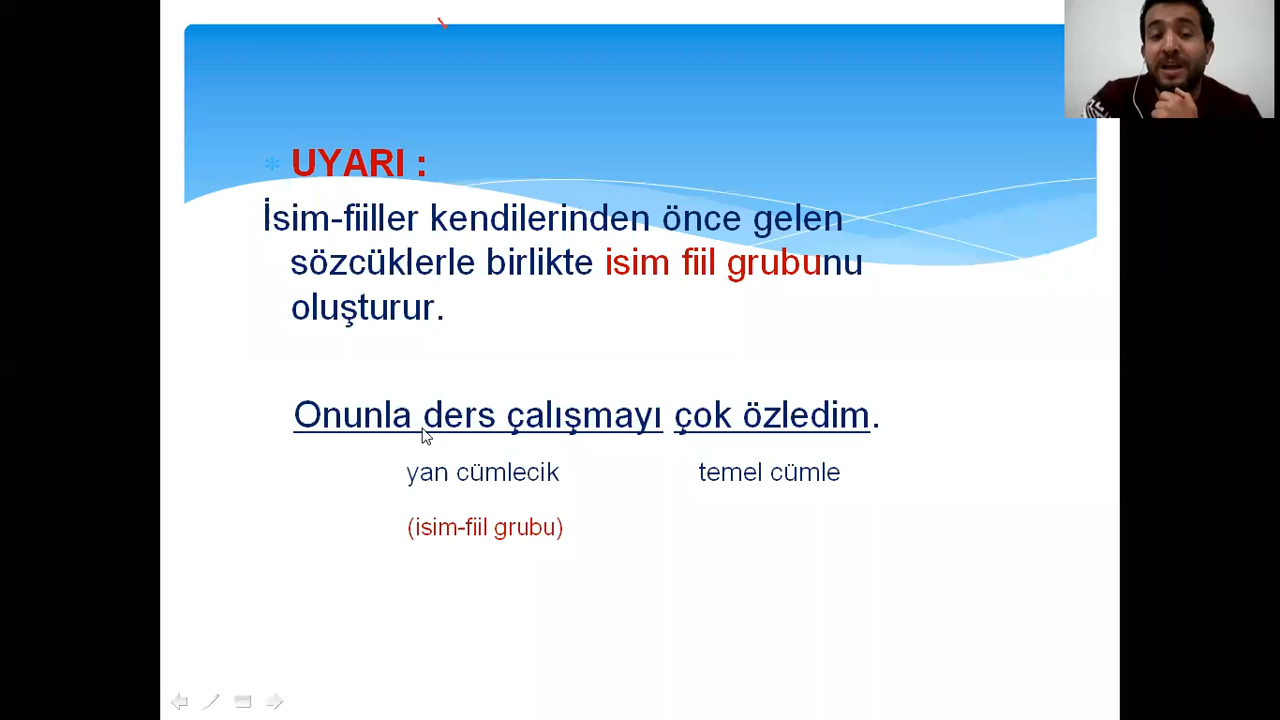 * UYARI :
İsim-fiiller kendilerinden önce gelen
sözcüklerle birlikte isim fiil grubunu
oluşturur.
Onunla ders çalışmayı çok özledim.
yan cümlecik temel cümle
(isim-fiil grubu)